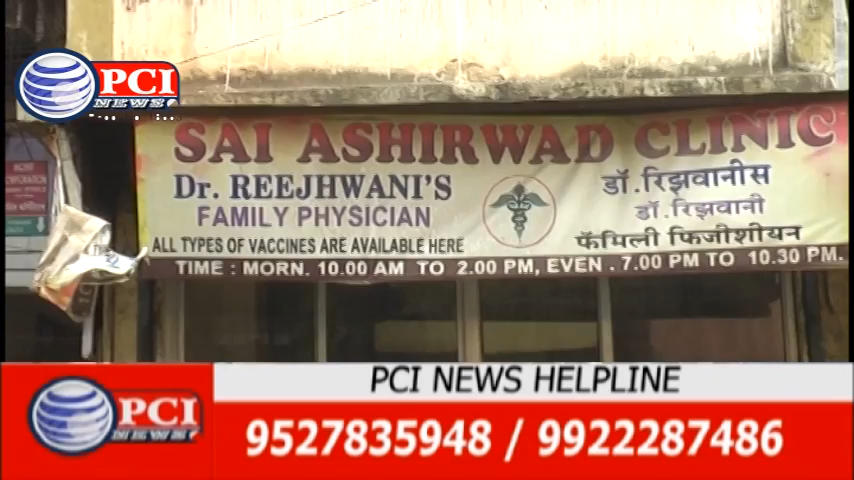 PCI
NEWS
SAI ASHIRWAD CLINIC
Dr. REEJHWANI'S
FAMILY PHYSICIAN
डॉ. रिझवानीस
डॉ. रिझवानी
फॅमिली फिजीशीयन
ALL TYPES OF VACCINES ARE AVAILABLE HERE
TIME : MORN. 10.00 AM TO 2.00 PM, EVEN . 7.00 PM TO 10.30 PM.
PCI NEWS HELPLINE
PCI
NEWS
9527835948 / 9922287486